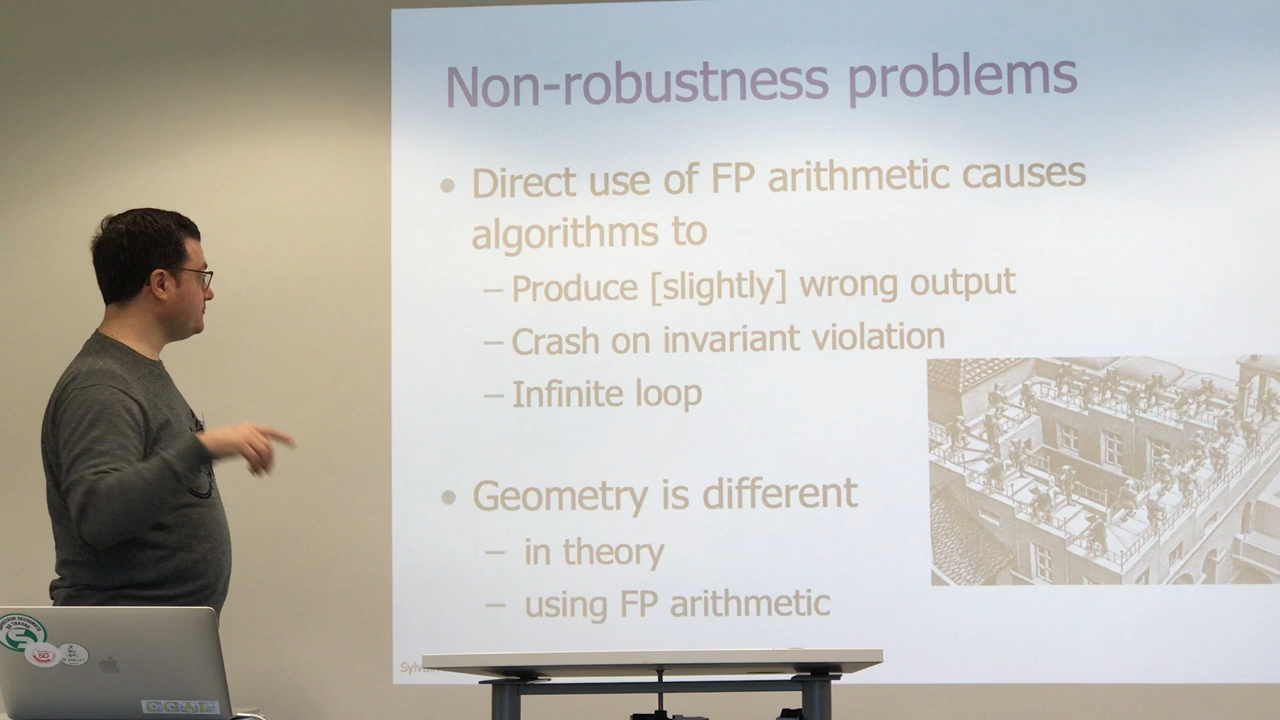 Non-robustness problems
• Direct use of FP arithmetic causes
algorithms to
– Produce [slightly] wrong output
– Crash on invariant violation
– Infinite loop
• Geometry is different
– in theory
– using FP arithmetic
CGAL